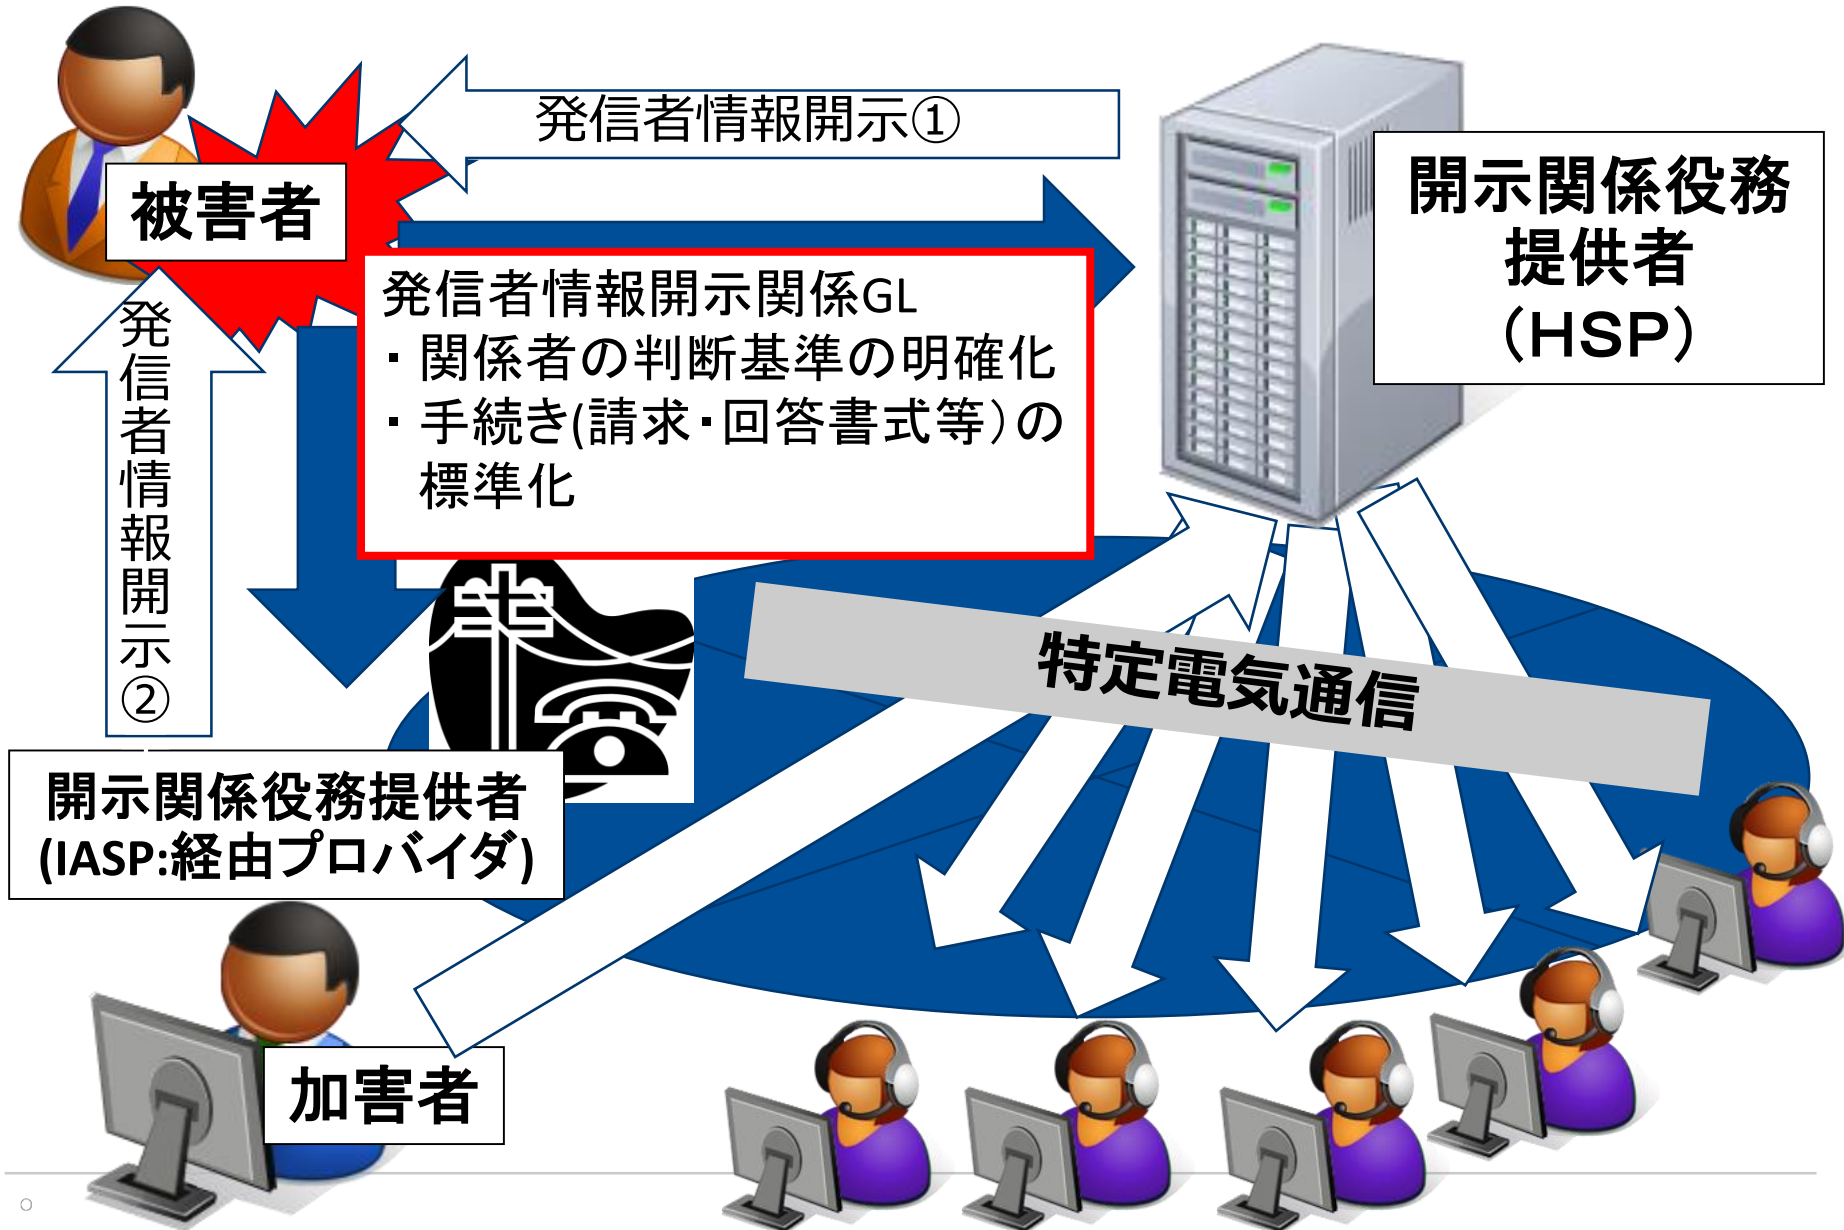 発信者情報開示①
被害者
開示関係役務
提供者
（HSP）
発信者情報開示関係GL
・関係者の判断基準の明確化
・手続き(請求・回答書式等）の
標準化
発信者情報開示②
特定電気通信
開示関係役務提供者
(IASP:経由プロバイダ)
加害者